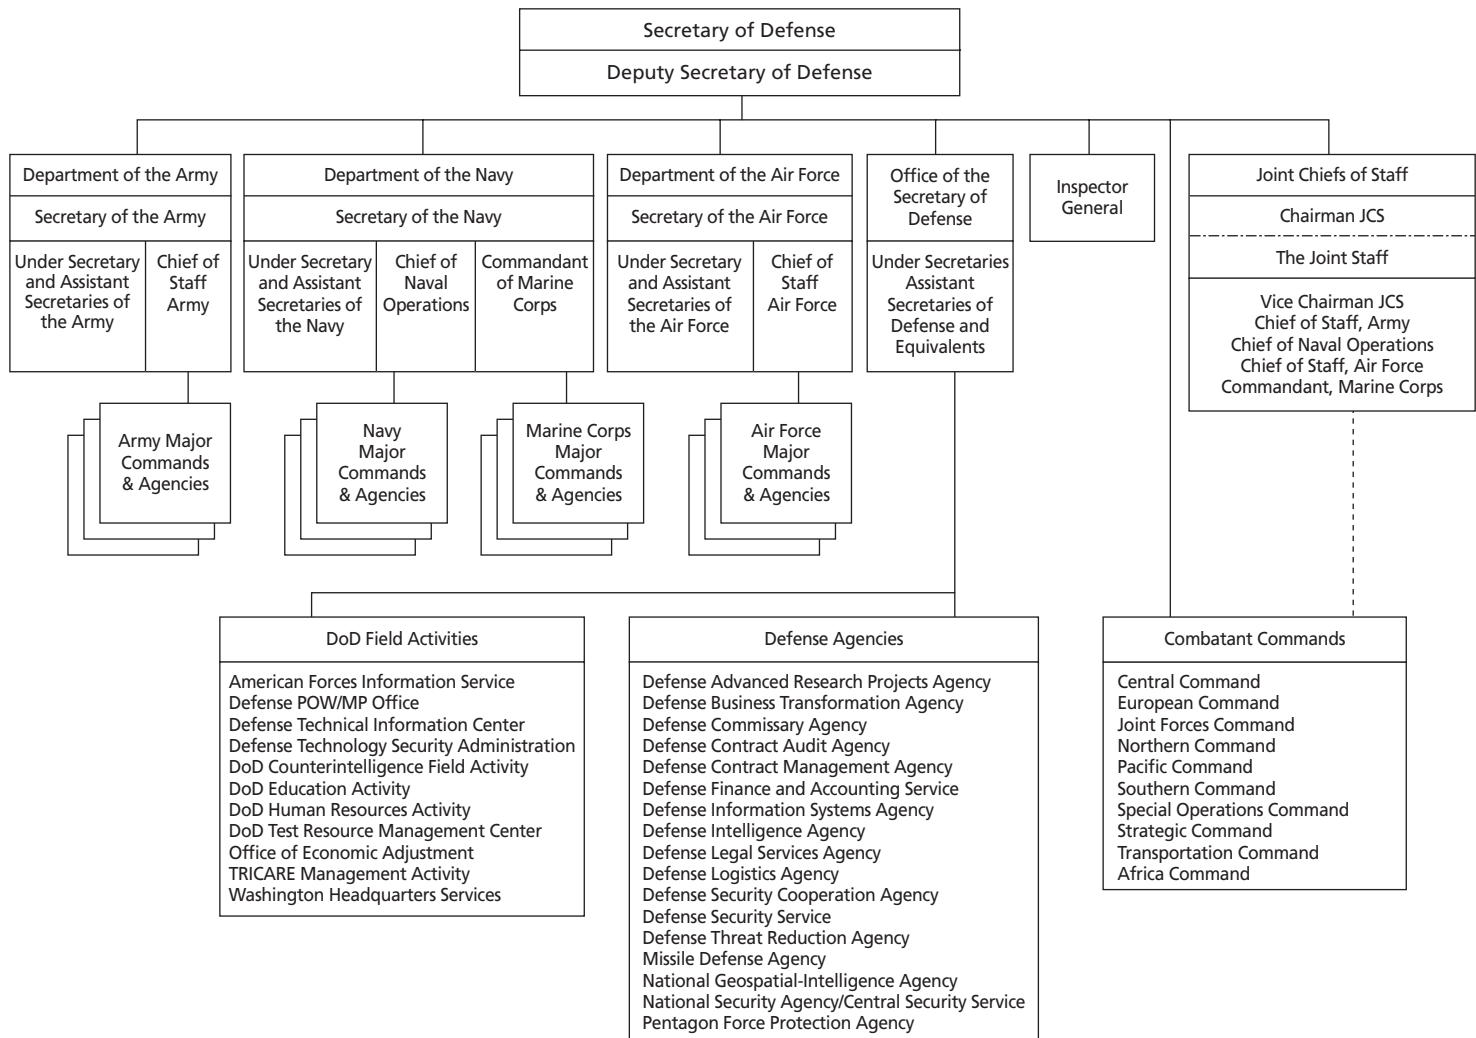 Secretary of Defense
Deputy Secretary of Defense
Department of the Army
Secretary of the Army
Under Secretary
and Assistant
Secretaries of
the Army
Chief of
Staff
Army
Department of the Navy
Secretary of the Navy
Under Secretary
and Assistant
Secretaries of
the Navy
Chief of
Naval
Operations
Commandant
of Marine
Corps
Department of the Air Force
Secretary of the Air Force
Under Secretary
and Assistant
Secretaries of
the Air Force
Chief of
Staff
Air Force
Office of the
Secretary of
Defense
Under Secretaries
Assistant
Secretaries of
Defense and
Equivalents
Inspector
General
Joint Chiefs of Staff
Chairman JCS
The Joint Staff
Vice Chairman JCS
Chief of Staff, Army
Chief of Naval Operations
Chief of Staff, Air Force
Commandant, Marine Corps
Army Major
Commands
& Agencies
Navy
Major
Commands
& Agencies
Marine Corps
Major
Commands
& Agencies
Air Force
Major
Commands
& Agencies
DoD Field Activities
American Forces Information Service
Defense POW/MP Office
Defense Technical Information Center
Defense Technology Security Administration
DoD Counterintelligence Field Activity
DoD Education Activity
DoD Human Resources Activity
DoD Test Resource Management Center
Office of Economic Adjustment
TRICARE Management Activity
Washington Headquarters Services
Defense Agencies
Defense Advanced Research Projects Agency
Defense Business Transformation Agency
Defense Commissary Agency
Defense Contract Audit Agency
Defense Contract Management Agency
Defense Finance and Accounting Service
Defense Information Systems Agency
Defense Intelligence Agency
Defense Legal Services Agency
Defense Logistics Agency
Defense Security Cooperation Agency
Defense Security Service
Defense Threat Reduction Agency
Missile Defense Agency
National Geospatial-Intelligence Agency
National Security Agency/Central Security Service
Pentagon Force Protection Agency
Combatant Commands
Central Command
European Command
Joint Forces Command
Northern Command
Pacific Command
Southern Command
Special Operations Command
Strategic Command
Transportation Command
Africa Command